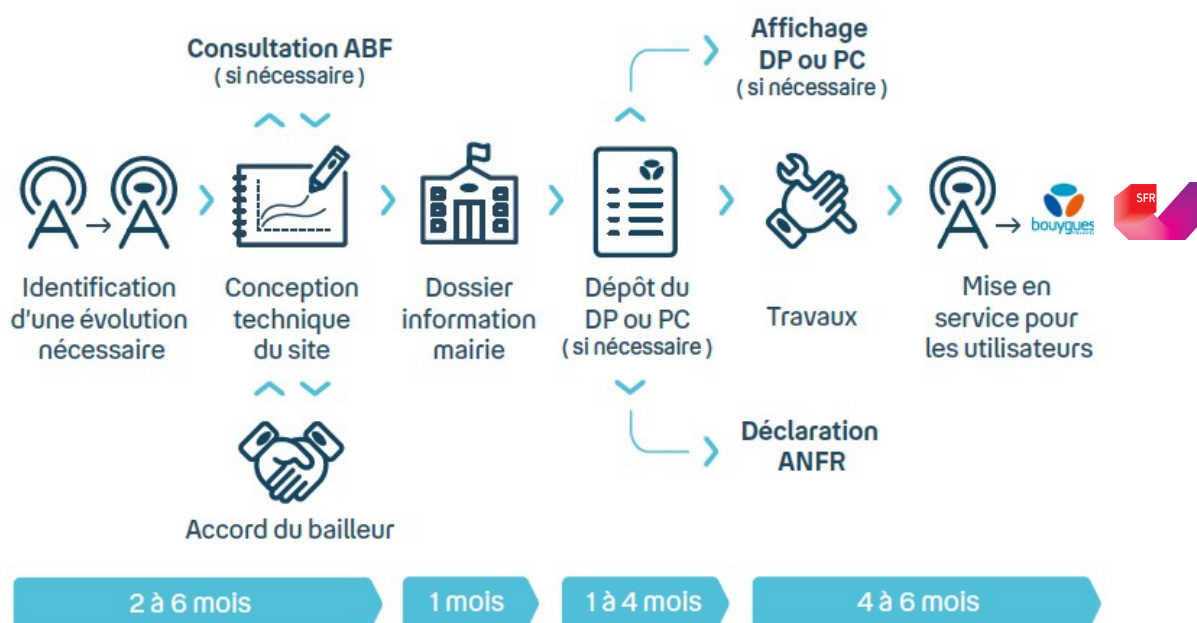 Consultation ABF
( si nécessaire )
Affichage
DP ou PC
( si nécessaire )
Identification
d'une évolution
nécessaire
Conception
technique
du site
Dossier
information
mairie
Dépôt du
DP ou PC
( si nécessaire )
Travaux
Mise en
service pour
les utilisateurs
bouygues
SFR
Accord du bailleur
Déclaration
ANFR
2 à 6 mois
1 mois
1 à 4 mois
4 à 6 mois